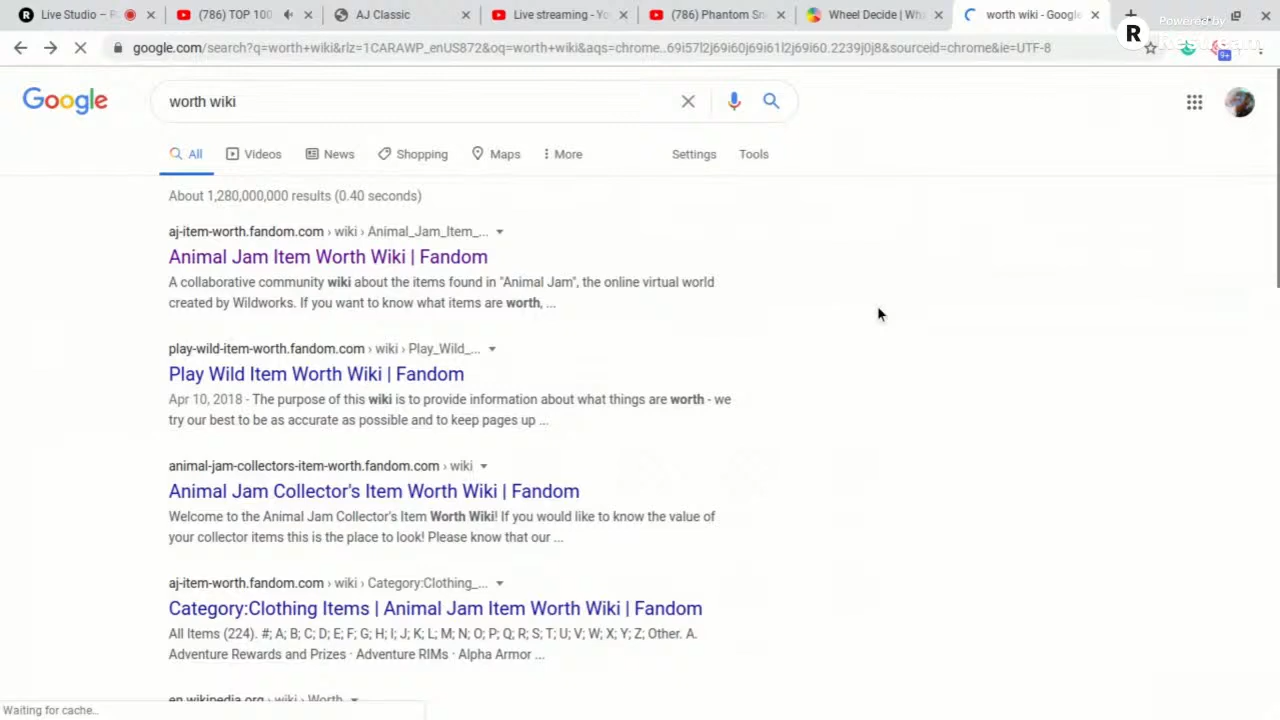 Live Studio – R
(786) TOP 100
AJ Classic
Live streaming - Yo
(786) Phantom Sn
Wheel Decide | Wh
worth wiki - Google
Powered by
Restream
R
google.com/search?q=worth+wiki&rlz=1CARAWP_enUS872&oq=worth+wiki&aqs=chrome..69i57l2j69i60j69i61l2j69i60.2239j0j8&sourceid=chrome&ie=UTF-8
9+
Google
worth wiki
All
Videos
News
Shopping
Maps
More
Settings
Tools
About 1,280,000,000 results (0.40 seconds)
aj-item-worth.fandom.com › wiki › Animal_Jam_Item_...
Animal Jam Item Worth Wiki | Fandom
A collaborative community wiki about the items found in "Animal Jam", the online virtual world
created by Wildworks. If you want to know what items are worth, ...
play-wild-item-worth.fandom.com › wiki › Play_Wild_...
Play Wild Item Worth Wiki | Fandom
Apr 10, 2018 - The purpose of this wiki is to provide information about what things are worth - we
try our best to be as accurate as possible and to keep pages up ...
animal-jam-collectors-item-worth.fandom.com › wiki
Animal Jam Collector's Item Worth Wiki | Fandom
Welcome to the Animal Jam Collector's Item Worth Wiki! If you would like to know the value of
your collector items this is the place to look! Please know that our ...
aj-item-worth.fandom.com › wiki › Category:Clothing_...
Category:Clothing Items | Animal Jam Item Worth Wiki | Fandom
All Items (224). #; A; B; C; D; E; F; G; H; I; J; K; L; M; N; O; P; Q; R; S; T; U; V; W; X; Y; Z; Other. A.
Adventure Rewards and Prizes · Adventure RIMs · Alpha Armor ...
en.wikipedia.org › wiki › Worth
Waiting for cache...